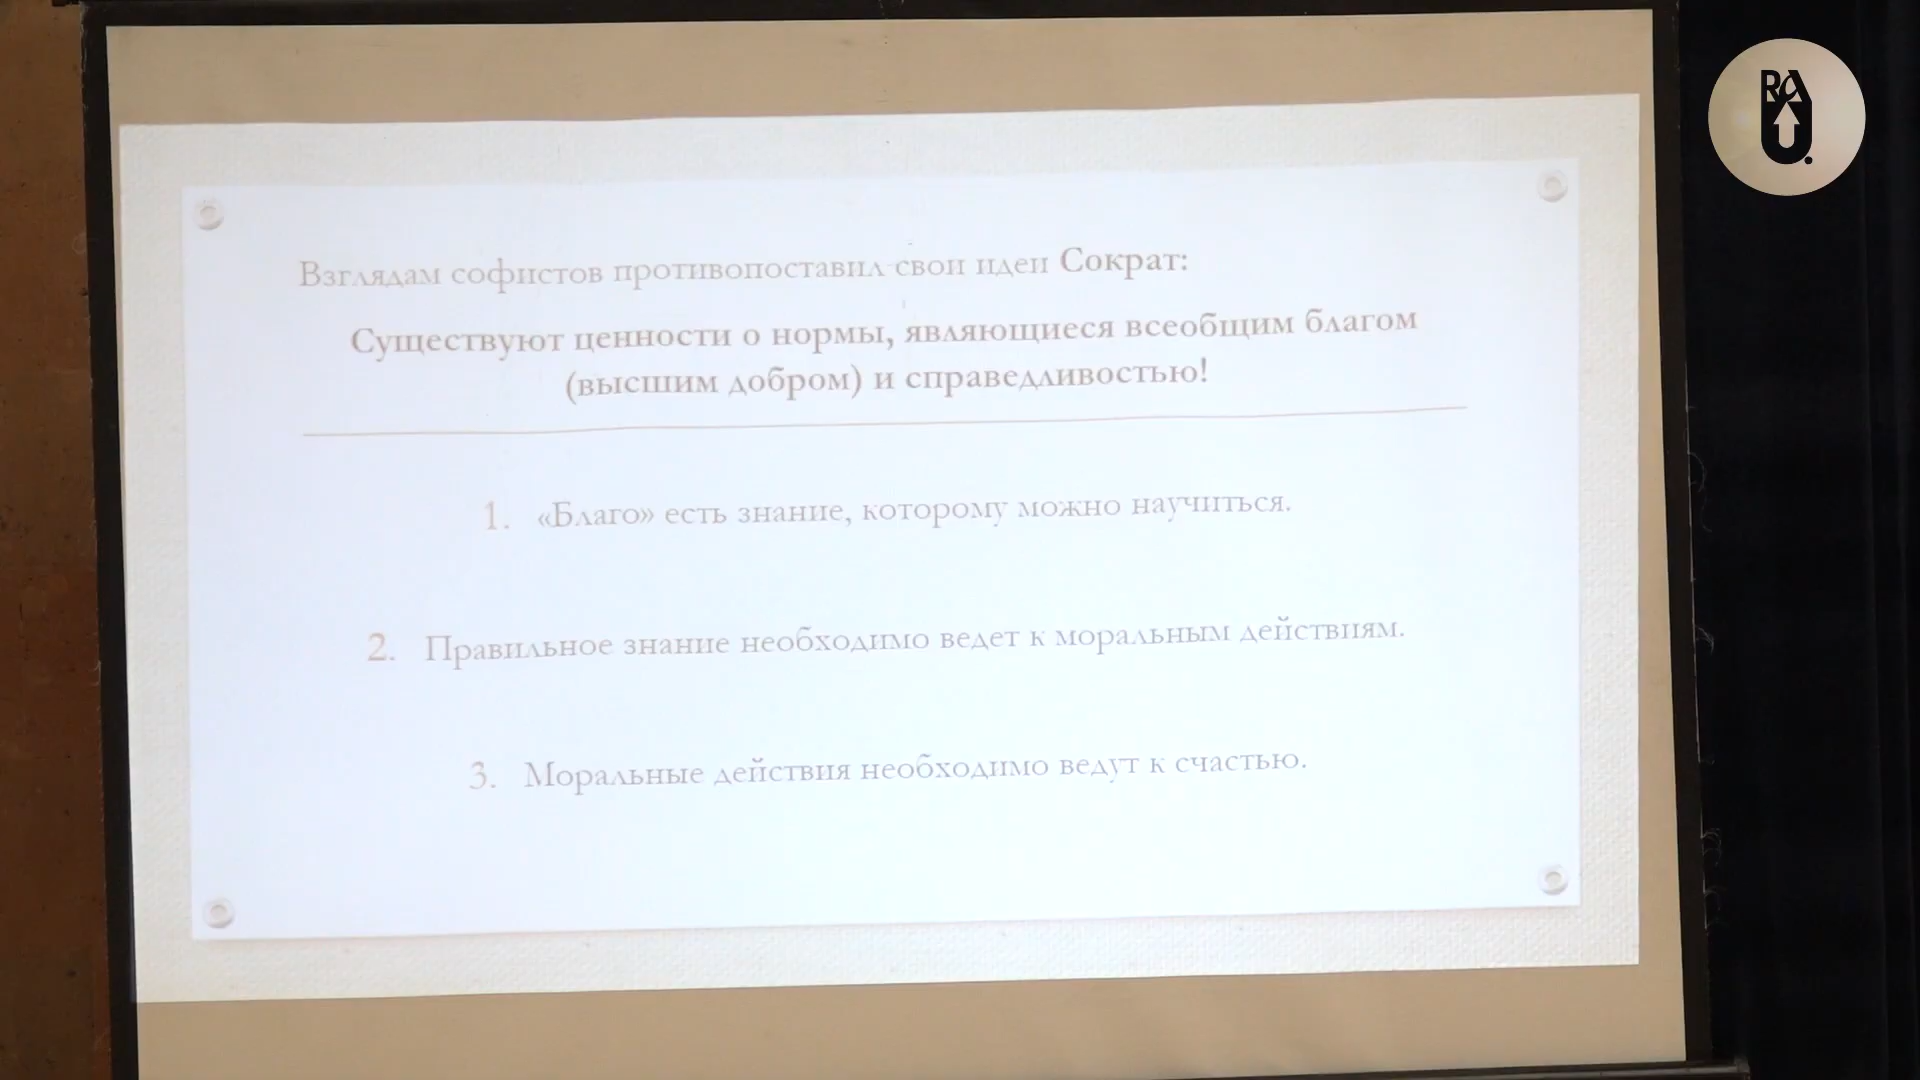 RAU
Взглядам софистов противопоставил свои идеи Сократ:
Существуют ценности о нормы, являющиеся всеобщим благом
(высшим добром) и справедливостью!
1. «Благо» есть знание, которому можно научиться.
2. Правильное знание необходимо ведет к моральным действиям.
3. Моральные действия необходимо ведут к счастью.